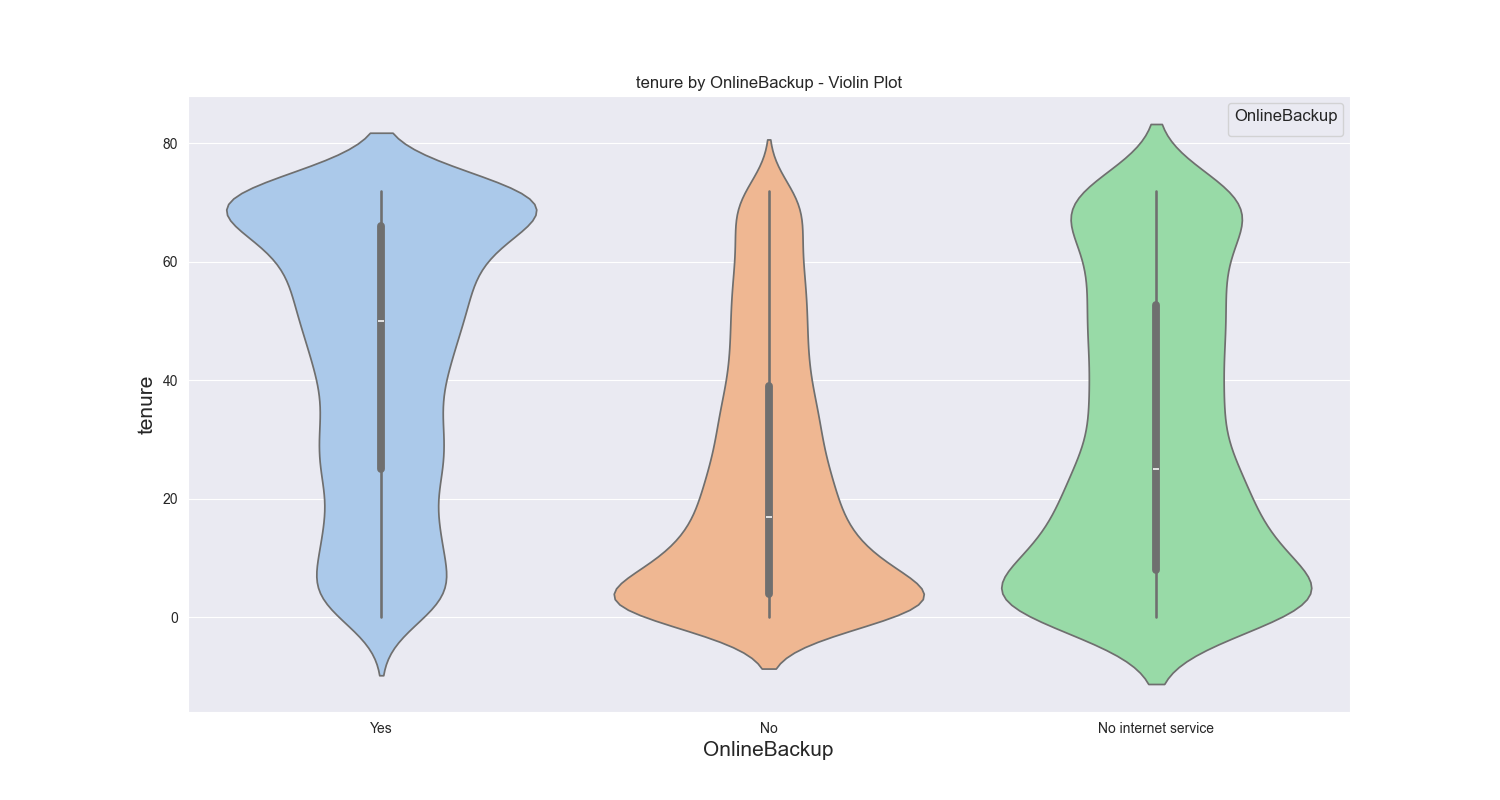 tenure by OnlineBackup - Violin Plot
OnlineBackup
80
60
40
20
0
tenure
Yes
No
No internet service
OnlineBackup